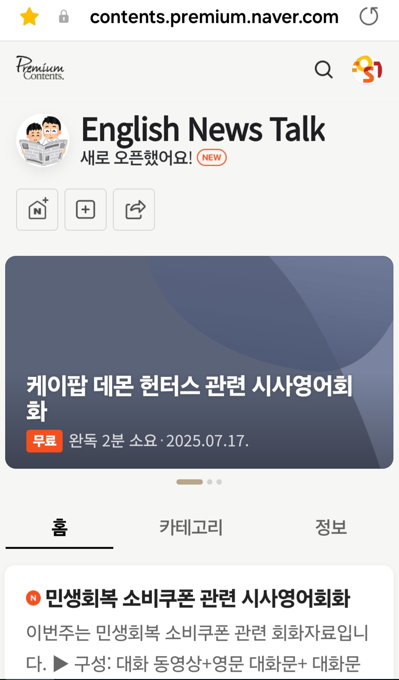 contents.premium.naver.com
Premium
Contents.
English News Talk
새로 오픈했어요! NEW
N
케이팝 데몬 헌터스 관련 시사영어회
화
무료 완독 2분 소요·2025.07.17.
홈 카테고리 정보
N 민생회복 소비쿠폰 관련 시사영어회화
이번주는 민생회복 소비쿠폰 관련 회화자료입니
다. ▶ 구성: 대화 동영상+영문 대화문+ 대화문